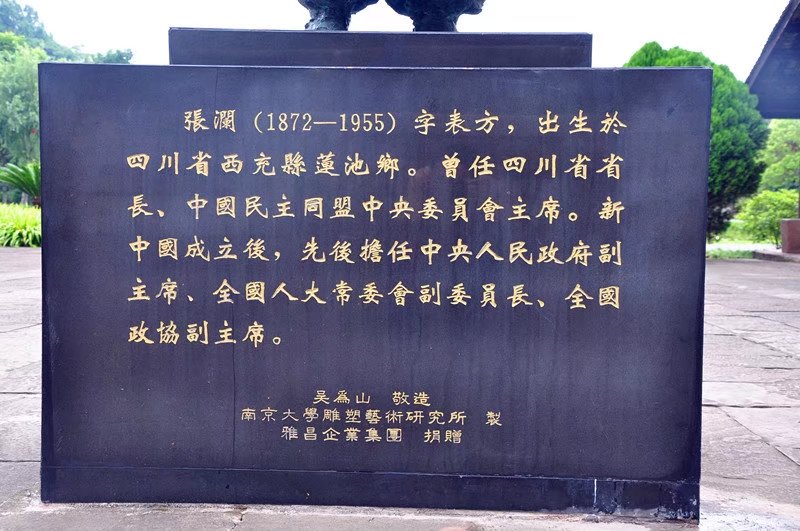 張瀾（1872—1955）字表方，出生於
四川省西充縣蓮池鄉。曾任四川省省
長、中國民主同盟中央委員會主席。新
中國成立後，先後擔任中央人民政府副
主席、全國人大常委會副委員長、全國
政協副主席。
吴爲山 敬造
南京大學雕塑藝術研究所 製
雅昌企業集團 捐贈